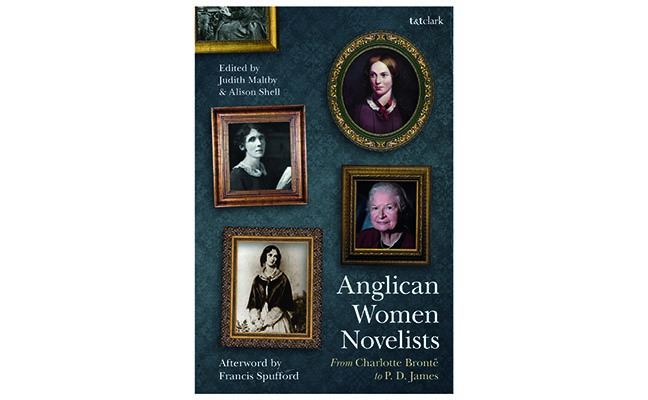 t&tclark
Edited by
Judith Maltby
& Alison Shell
Anglican
Women
Novelists
From Charlotte Brontë
to P. D. James
Afterword by
Francis Spufford